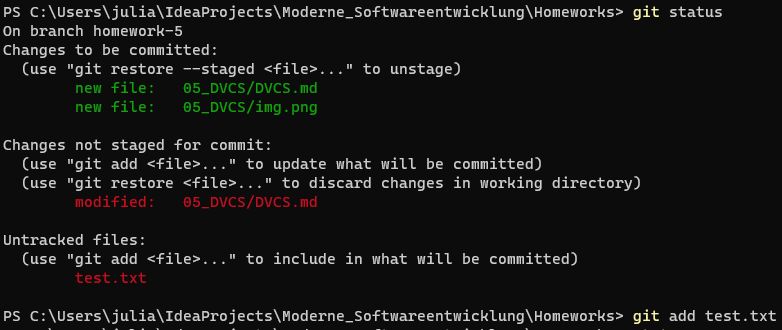 PS C:\Users\julia\IdeaProjects\Moderne_Softwareentwicklung\Homeworks> git status
On branch homework-5
Changes to be committed:
  (use "git restore --staged <file>..." to unstage)
        new file:   05_DVCS/DVCS.md
        new file:   05_DVCS/img.png

Changes not staged for commit:
  (use "git add <file>..." to update what will be committed)
  (use "git restore <file>..." to discard changes in working directory)
        modified:   05_DVCS/DVCS.md

Untracked files:
  (use "git add <file>..." to include in what will be committed)
        test.txt

PS C:\Users\julia\IdeaProjects\Moderne_Softwareentwicklung\Homeworks> git add test.txt